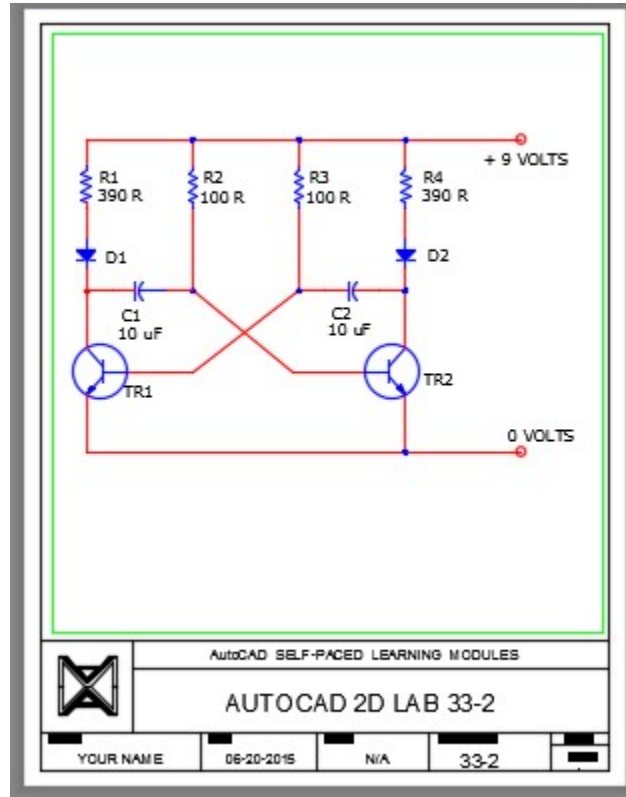 + 9 VOLTS
R1
390 R
R2
100 R
R3
100 R
R4
390 R
D1
D2
C1
10 uF
C2
10 uF
TR1
TR2
0 VOLTS
AutoCAD SELF-PACED LEARNING MODULES
AUTOCAD 2D LAB 33-2
YOUR NAME
06-20-2015
N/A
33-2